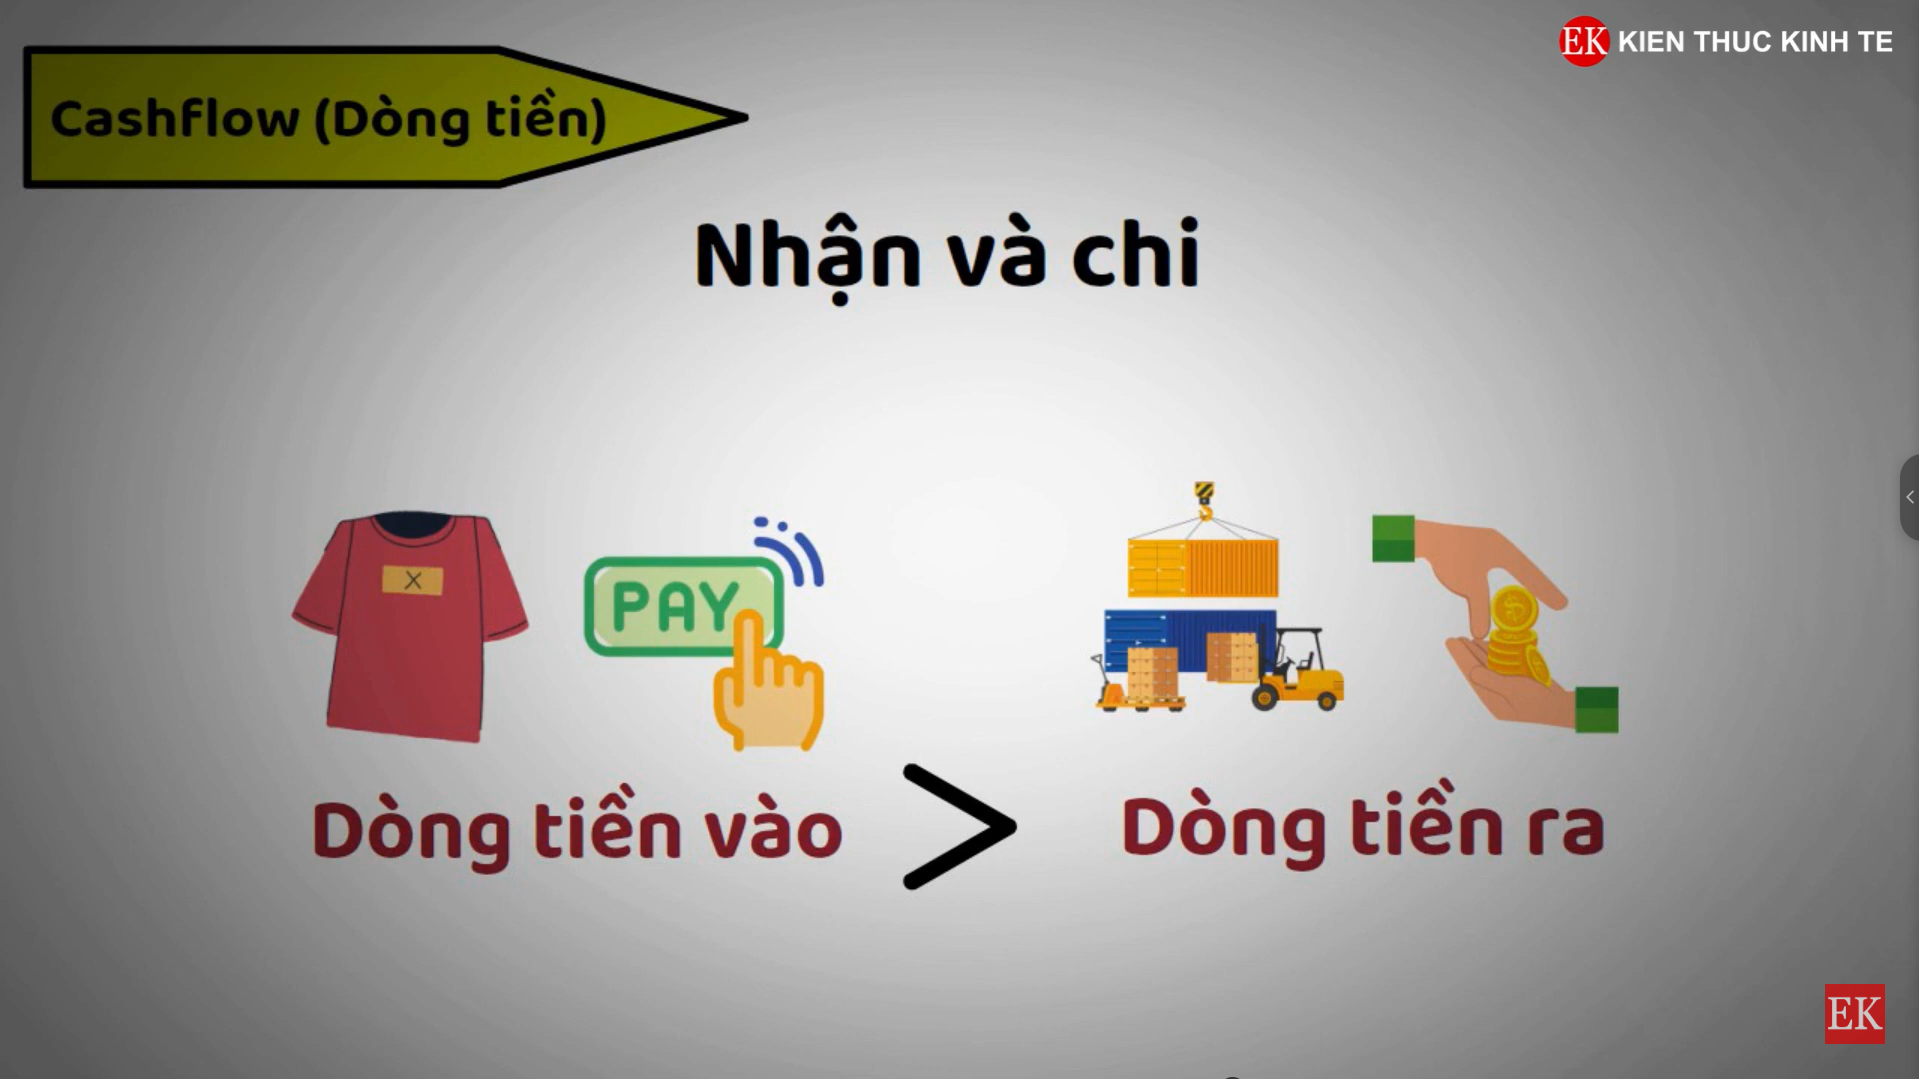 EK KIEN THUC KINH TE
Cashflow (Dòng tiền)
Nhận và chi
X
PAY
$
Dòng tiền vào > Dòng tiền ra
EK